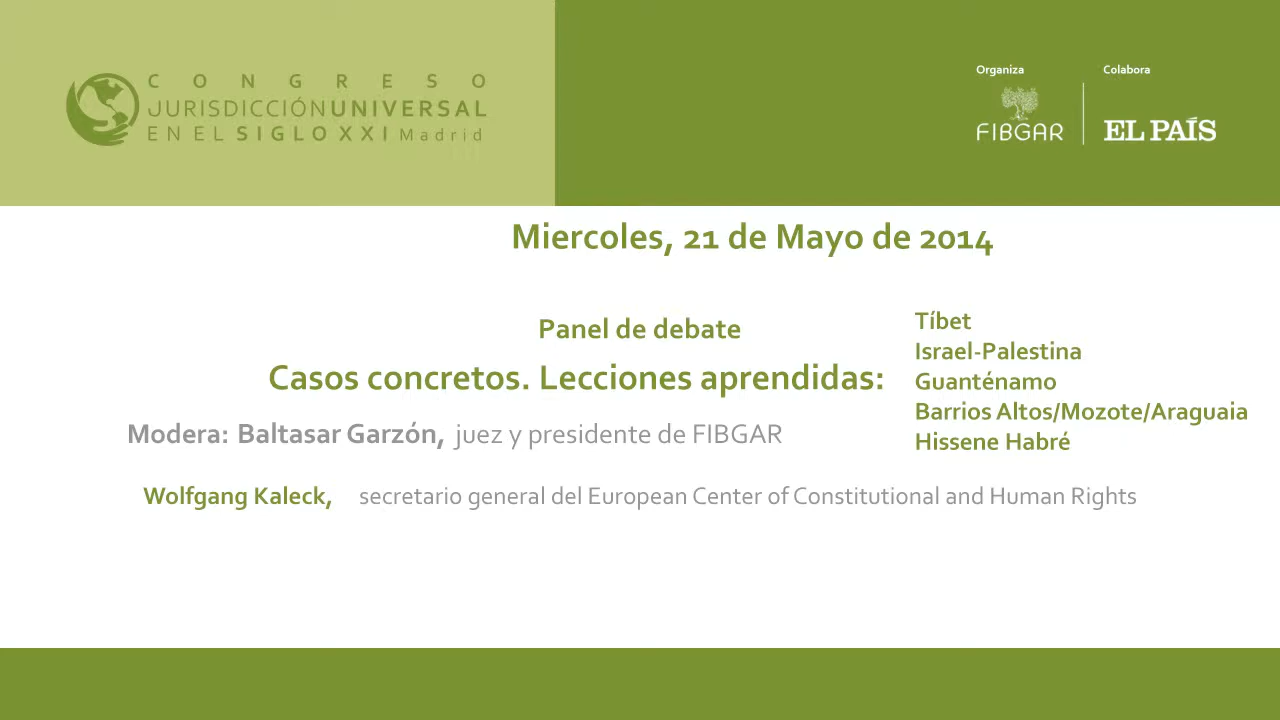 CONGRESO
JURISDICCIÓNUNIVERSAL
EN EL SIGLO XXI Madrid
Organiza
FIBGAR
Colabora
EL PAÍS
Miercoles, 21 de Mayo de 2014
Panel de debate
Casos concretos. Lecciones aprendidas:
Tíbet
Israel-Palestina
Guanténamo
Barrios Altos/Mozote/Araguaia
Hissene Habré
Modera: Baltasar Garzón, juez y presidente de FIBGAR
Wolfgang Kaleck, secretario general del European Center of Constitutional and Human Rights